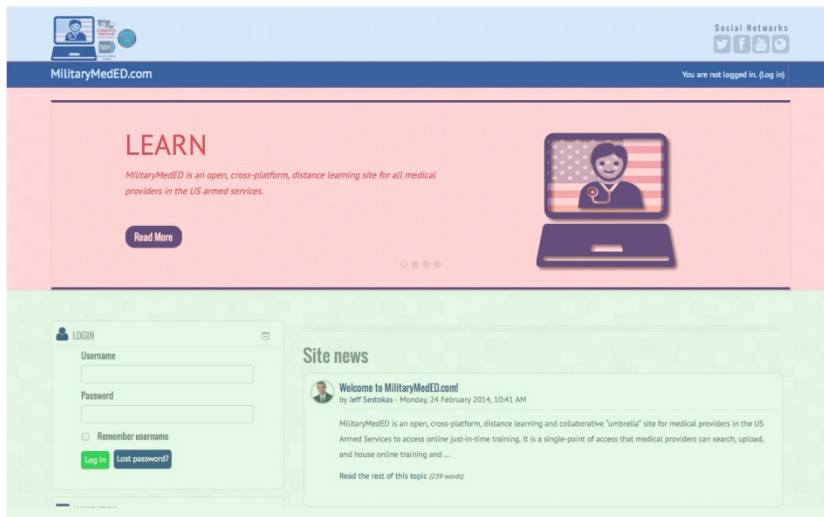 Social Networks
NIH
MilitaryMedED.com
You are not logged in. (Log in)
LEARN
MilitaryMedED is an open, cross-platform, distance learning site for all medical
providers in the US armed services.
Read More
LOGIN
Username
Password
Remember username
Log in
Lost password?
Site news
Welcome to MilitaryMedED.com!
by Jeff Sestokas - Monday, 24 February 2014, 10:41 AM
MilitaryMedED is an open, cross-platform, distance learning and collaborative "umbrella" site for medical providers in the US
Armed Services to access online just-in-time training. It is a single-point of access that medical providers can search, upload,
and house online training and ...
Read the rest of this topic (239 words)